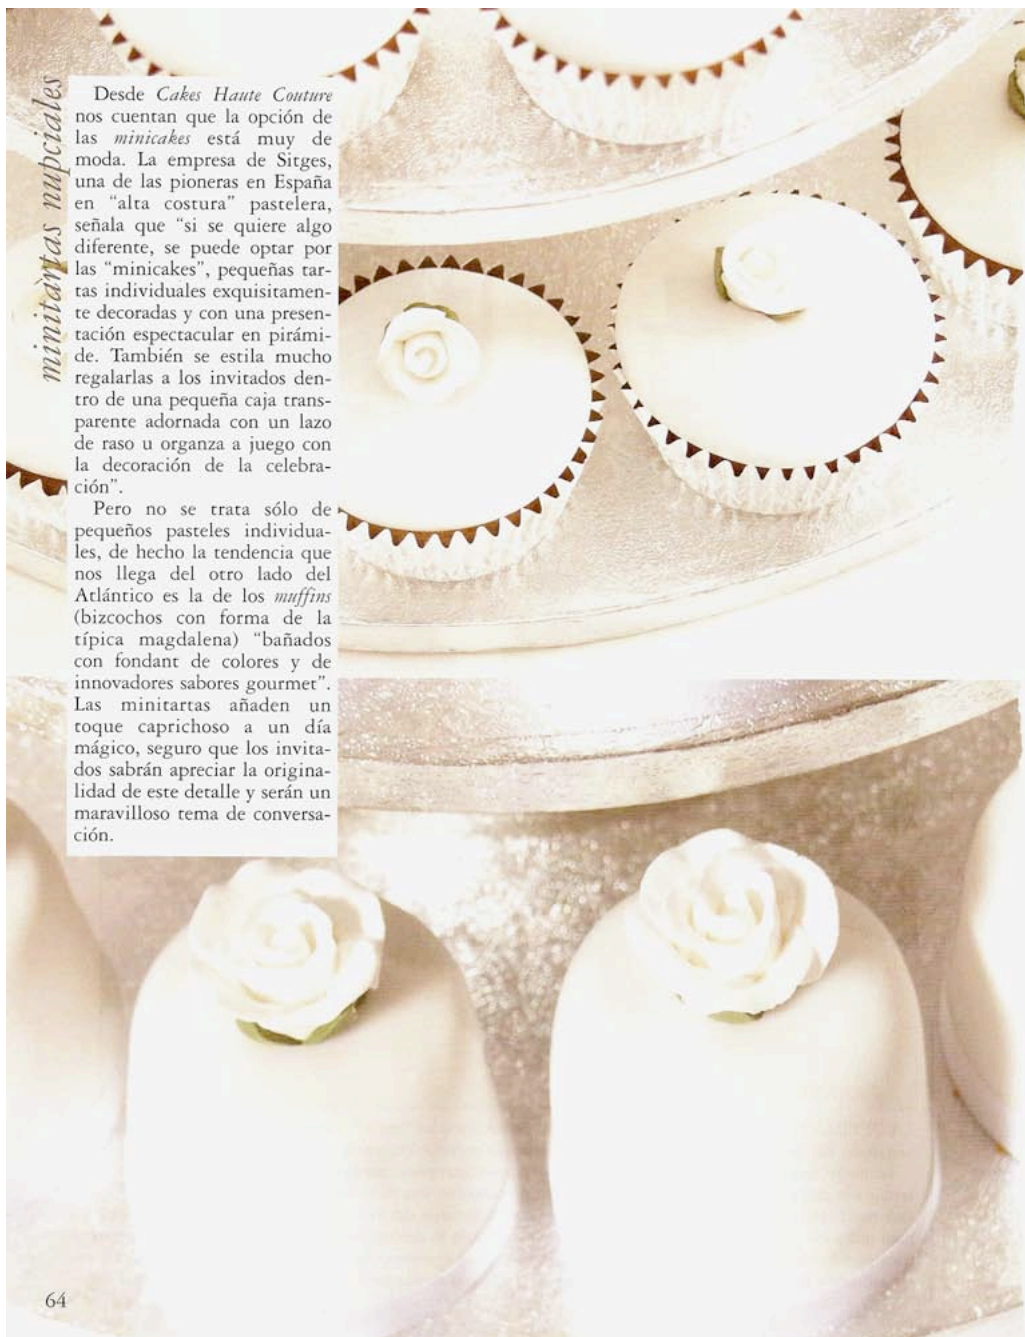 minitartas nupciales
Desde Cakes Haute Couture
nos cuentan que la opción de
las minicakes está muy de
moda. La empresa de Sitges,
una de las pioneras en España
en “alta costura” pastelera,
señala que “si se quiere algo
diferente, se puede optar por
las “minicakes”, pequeñas tar-
tas individuales exquisitamen-
te decoradas y con una presen-
tación espectacular en pirámi-
de. También se estila mucho
regalarlas a los invitados den-
tro de una pequeña caja trans-
parente adornada con un lazo
de raso u organza a juego con
la decoración de la celebra-
ción”.
Pero no se trata sólo de
pequeños pasteles individua-
les, de hecho la tendencia que
nos llega del otro lado del
Atlántico es la de los muffins
(bizcochos con forma de la
típica magdalena) “bañados
con fondant de colores y de
innovadores sabores gourmet”.
Las minitartas añaden un
toque caprichoso a un día
mágico, seguro que los invita-
dos sabrán apreciar la origina-
lidad de este detalle y serán un
maravilloso tema de conversa-
ción.
64